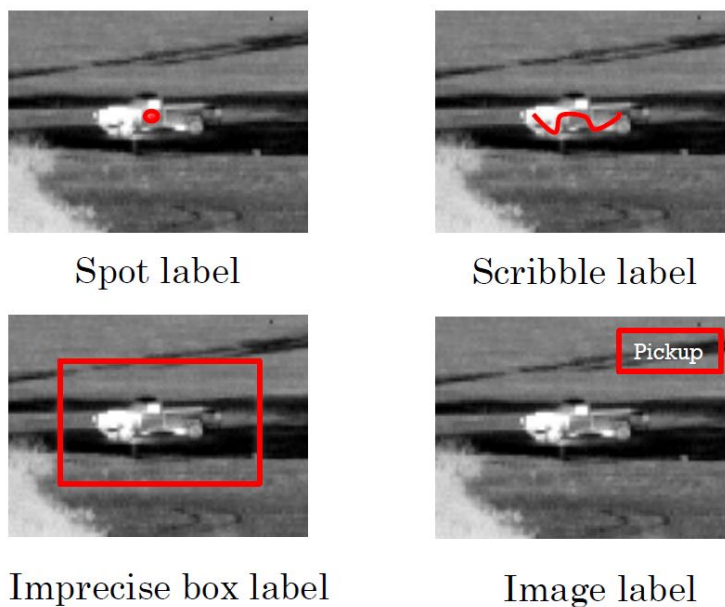 Spot label
Scribble label
Pickup
Imprecise box label
Image label